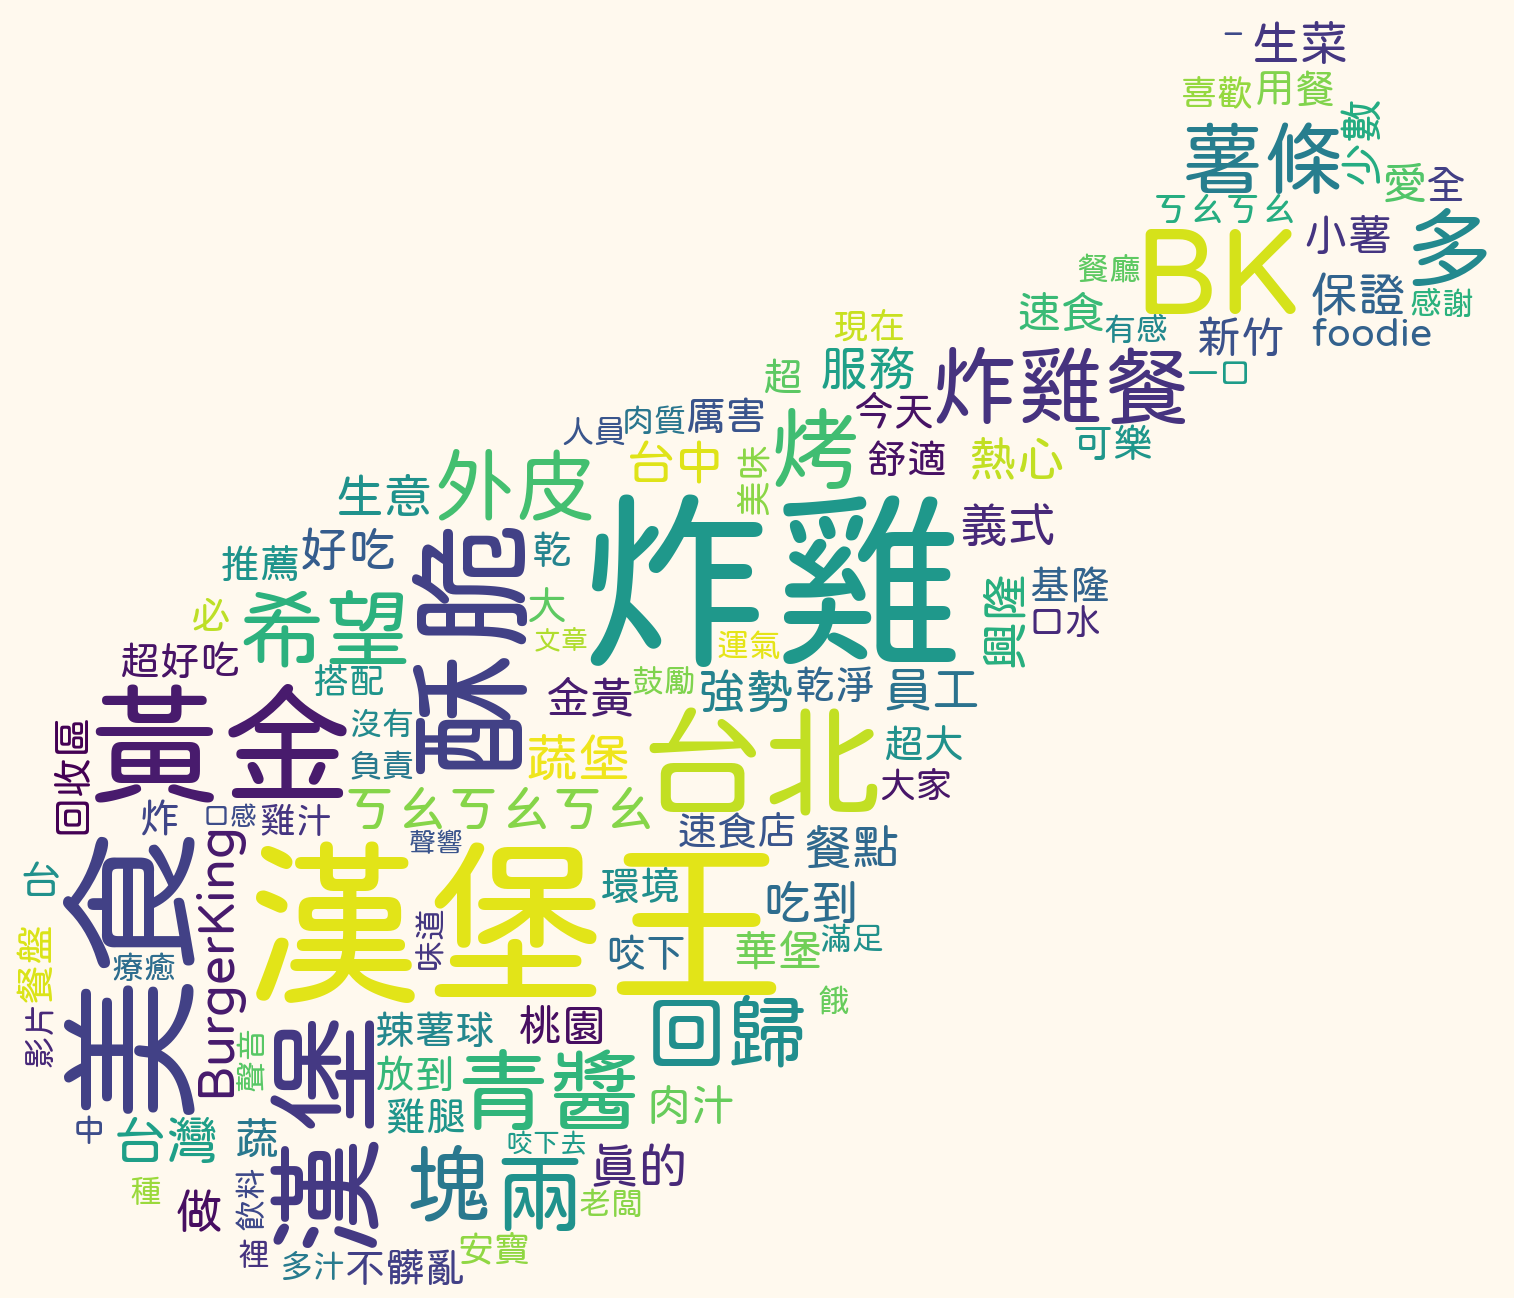 一
生菜
喜歡
用餐
少數
薯條
愛
全
ㄎㄠㄎㄠ
小薯
多
BK
餐廳
保證
感謝
速食
有感
新竹
foodie
現在
服務
超
炸雞餐
一口
今天
厲害
肉質
人員
烤
舒適
熱心
可樂
台中
美味
外皮
生意
炸雞
義式
好吃
乾
推薦
酥脆
基隆
興隆
口水
希望
必
大
文章
運氣
超好吃
搭配
鼓勵
強勢
乾淨
員工
金黃
黃金
沒有
台北
回收區
負責
蔬堡
超大
大家
ㄎㄠㄎㄠㄎㄠ
炸
口感
雞汁
聲響
速食店
餐點
BurgerKing
美食
漢堡王
環境
吃到
台
味道
咬下
華堡
滿足
餐盤
療癒
餓
影片
聲音
漢堡
辣薯球
桃園
回歸
放到
青醬
肉汁
雞腿
中
台灣
蔬
咬下去
真的
塊
兩
種
做
飲料
老闆
裡
多汁
不髒亂
安寶